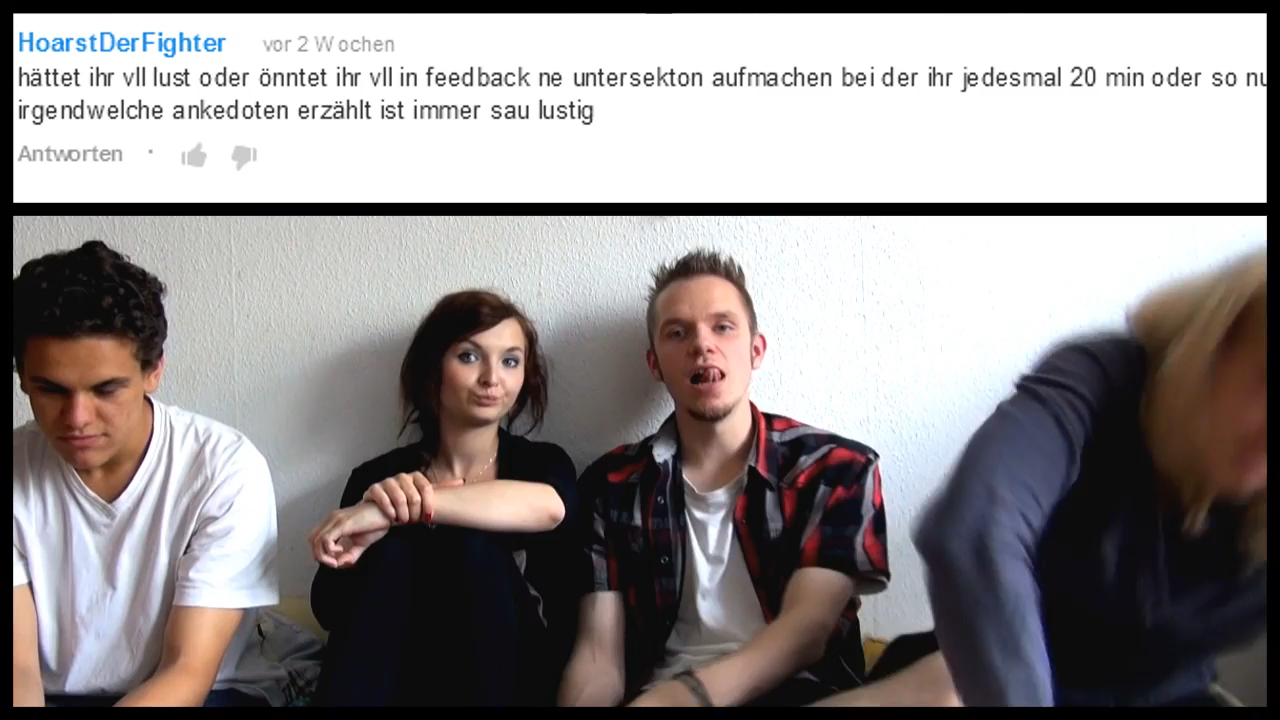 HoarstDerFighter vor 2 Wochen
hättet ihr vll lust oder önntet ihr vll in feedback ne untersekton aufmachen bei der ihr jedesmal 20 min oder so nu
irgendwelche ankedoten erzählt ist immer sau lustig
Antworten ·